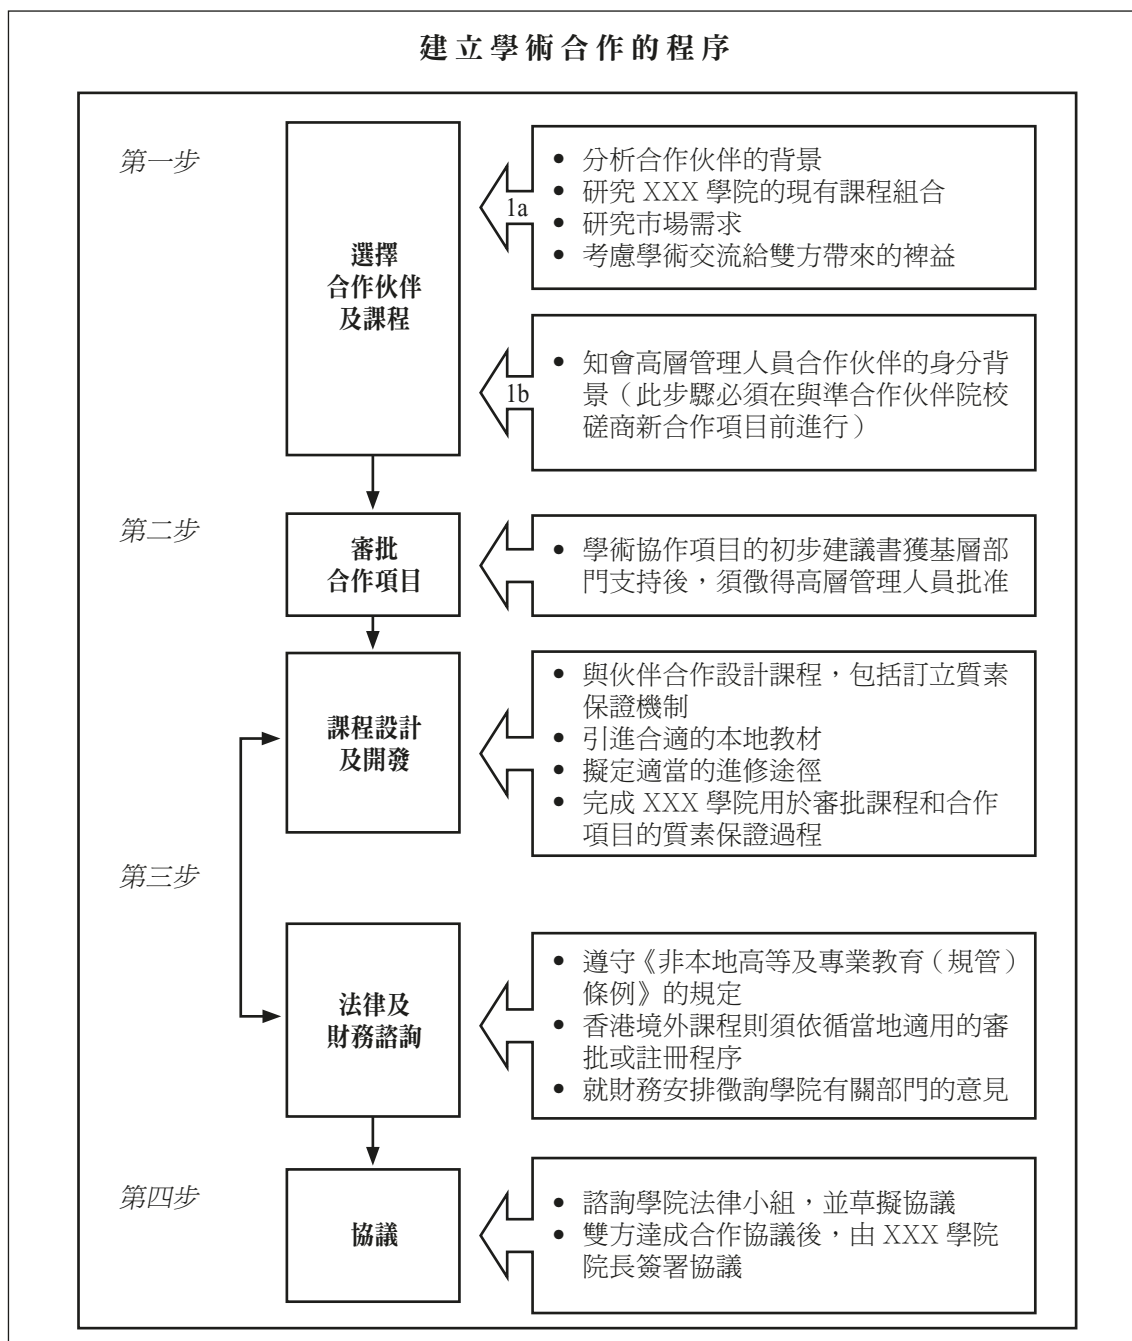 建立學術合作的程序
第一步
選擇
合作伙伴
及課程
1a
• 分析合作伙伴的背景
• 研究 XXX 學院的現有課程組合
• 研究市場需求
• 考慮學術交流給雙方帶來的裨益
1b
• 知會高層管理人員合作伙伴的身分背
景（此步驟必須在與準合作伙伴院校
磋商新合作項目前進行）
第二步
審批
合作項目
• 學術協作項目的初步建議書獲基層部
門支持後，須徵得高層管理人員批准
課程設計
及開發
• 與伙伴合作設計課程，包括訂立質素
保證機制
• 引進合適的本地教材
• 擬定適當的進修途徑
• 完成 XXX 學院用於審批課程和合作
項目的質素保證過程
第三步
法律及
財務諮詢
• 遵守《非本地高等及專業教育（規管）
條例》的規定
• 香港境外課程則須依循當地適用的審
批或註冊程序
• 就財務安排徵詢學院有關部門的意見
第四步
協議
• 諮詢學院法律小組，並草擬協議
• 雙方達成合作協議後，由 XXX 學院
院長簽署協議